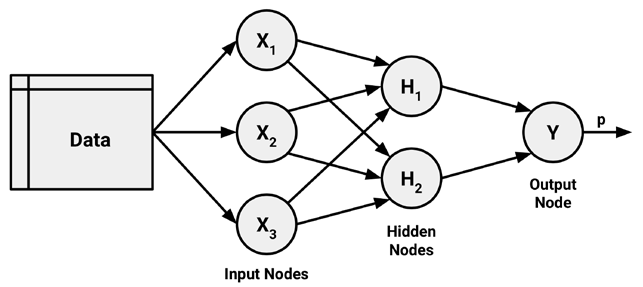 Data
X1
X2
X3
Input Nodes
H1
H2
Hidden
Nodes
Y
Output
Node
p